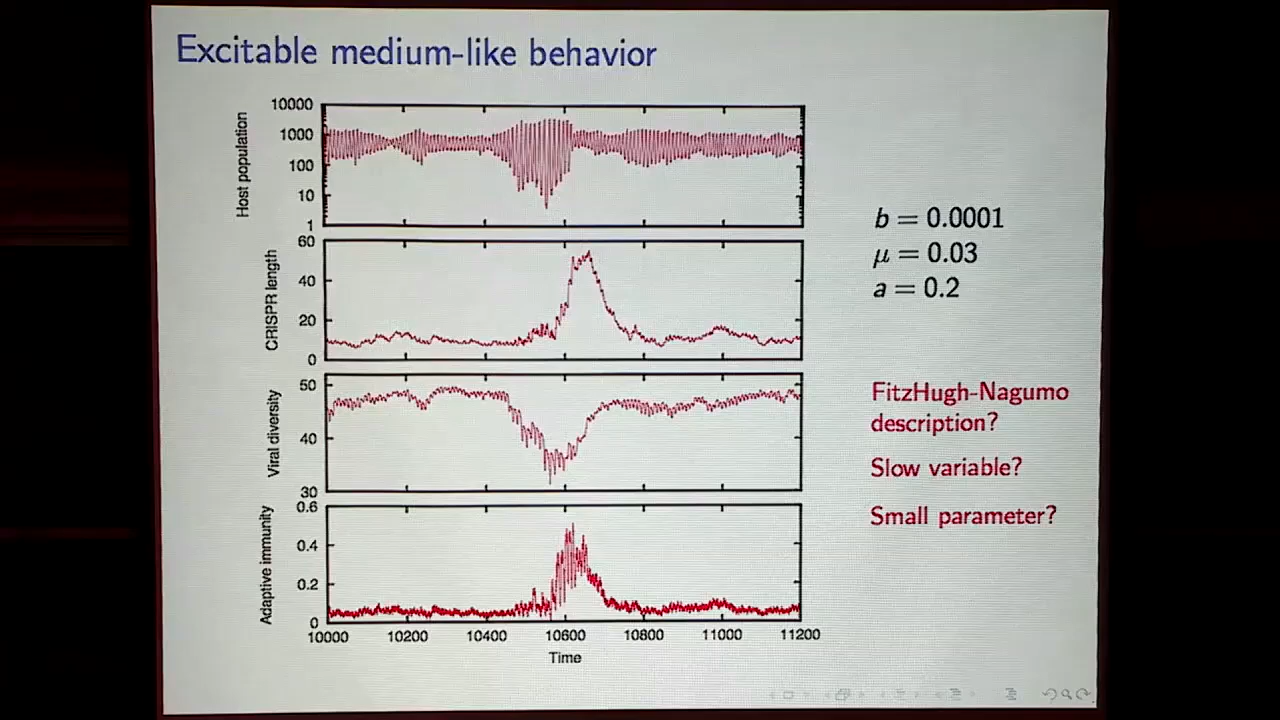 Excitable medium-like behavior
10000
1000
100
10
1
Host population
60
40
20
0
CRISPR length
50
40
30
Viral diversity
0.6
0.4
0.2
0
Adaptive immunity
10000 10200 10400 10600 10800 11000 11200
Time
b = 0.0001
μ = 0.03
a = 0.2
FitzHugh-Nagumo
description?
Slow variable?
Small parameter?